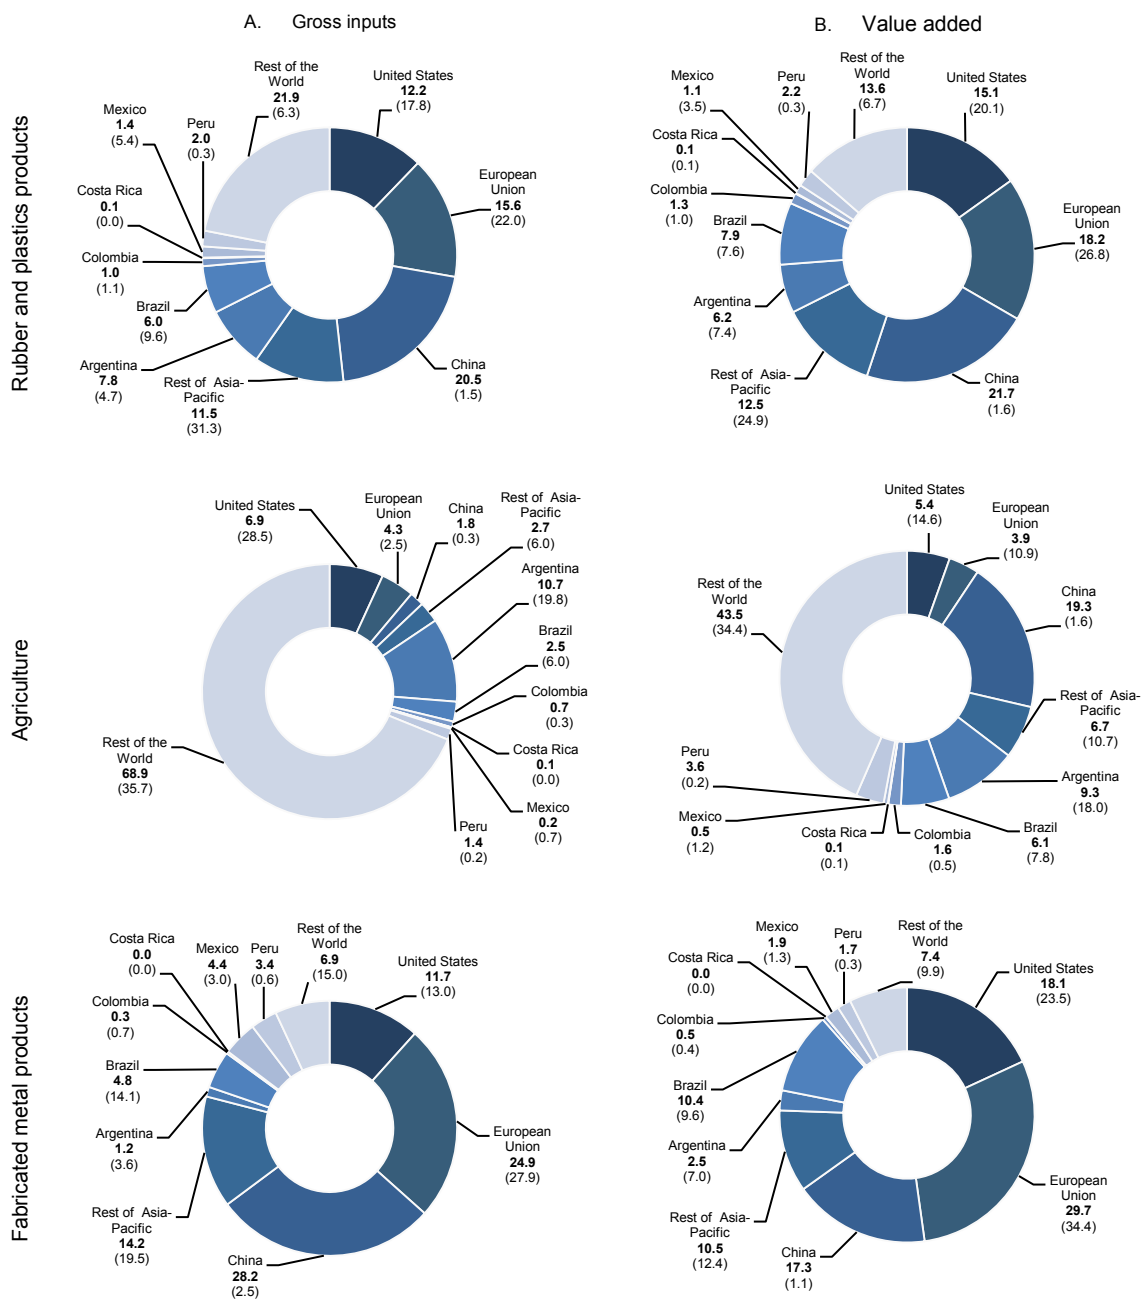 A. Gross inputs
B. Value added
Rubber and plastics products
Rest of the
World
21.9
(6.3)
United States
12.2
(17.8)
European
Union
15.6
(22.0)
China
20.5
(1.5)
Rest of Asia-
Pacific
11.5
(31.3)
Argentina
7.8
(4.7)
Brazil
6.0
(9.6)
Colombia
1.0
(1.1)
Costa Rica
0.1
(0.0)
Mexico
1.4
(5.4)
Peru
2.0
(0.3)
Rest of the
World
13.6
(6.7)
United States
15.1
(20.1)
European
Union
18.2
(26.8)
China
21.7
(1.6)
Rest of Asia-
Pacific
12.5
(24.9)
Argentina
6.2
(7.4)
Brazil
7.9
(7.6)
Colombia
1.3
(1.0)
Costa Rica
0.1
(0.1)
Mexico
1.1
(3.5)
Peru
2.2
(0.3)
Agriculture
United States
6.9
(28.5)
European
Union
4.3
(2.5)
China
1.8
(0.3)
Rest of Asia-
Pacific
2.7
(6.0)
Argentina
10.7
(19.8)
Brazil
2.5
(6.0)
Colombia
0.7
(0.3)
Costa Rica
0.1
(0.0)
Mexico
0.2
(0.7)
Peru
1.4
(0.2)
Rest of the
World
68.9
(35.7)
United States
5.4
(14.6)
European
Union
3.9
(10.9)
China
19.3
(1.6)
Rest of Asia-
Pacific
6.7
(10.7)
Argentina
9.3
(18.0)
Brazil
6.1
(7.8)
Colombia
1.6
(0.5)
Costa Rica
0.1
(0.1)
Mexico
0.5
(1.2)
Peru
3.6
(0.2)
Rest of the
World
43.5
(34.4)
Fabricated metal products
Rest of the
World
6.9
(15.0)
United States
11.7
(13.0)
European
Union
24.9
(27.9)
China
28.2
(2.5)
Rest of Asia-
Pacific
14.2
(19.5)
Argentina
1.2
(3.6)
Brazil
4.8
(14.1)
Colombia
0.3
(0.7)
Costa Rica
0.0
(0.0)
Mexico
4.4
(3.0)
Peru
3.4
(0.6)
Rest of the
World
7.4
(9.9)
United States
18.1
(23.5)
European
Union
29.7
(34.4)
China
17.3
(1.1)
Rest of Asia-
Pacific
10.5
(12.4)
Argentina
2.5
(7.0)
Brazil
10.4
(9.6)
Colombia
0.5
(0.4)
Costa Rica
0.0
(0.0)
Mexico
1.9
(1.3)
Peru
1.7
(0.3)